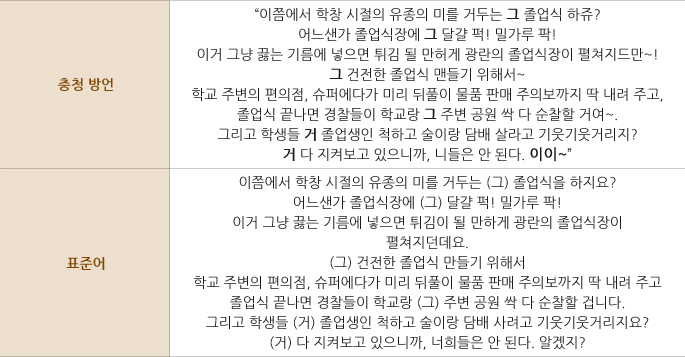 충청 방언
“이쯤에서 학창 시절의 유종의 미를 거두는 그 졸업식 하쥬?
어느샌가 졸업식장에 그 달걀 퍽! 밀가루 팍!
이거 그냥 끓는 기름에 넣으면 튀김 될 만허게 광란의 졸업식장이 펼쳐지드만~!
그 건전한 졸업식 맨들기 위해서~
학교 주변의 편의점, 슈퍼에다가 미리 뒤풀이 물품 판매 주의보까지 딱 내려 주고,
졸업식 끝나면 경찰들이 학교랑 그 주변 공원 싹 다 순찰할 거여~.
그리고 학생들 거 졸업생인 척하고 술이랑 담배 살라고 기웃기웃거리지?
거 다 지켜보고 있으니까, 니들은 안 된다. 이이~”
표준어
이쯤에서 학창 시절의 유종의 미를 거두는 (그) 졸업식을 하지요?
어느샌가 졸업식장에 (그) 달걀 퍽! 밀가루 팍!
이거 그냥 끓는 기름에 넣으면 튀김이 될 만하게 광란의 졸업식장이
펼쳐지던데요.
(그) 건전한 졸업식 만들기 위해서
학교 주변의 편의점, 슈퍼에다가 미리 뒤풀이 물품 판매 주의보까지 딱 내려 주고
졸업식 끝나면 경찰들이 학교랑 (그) 주변 공원 싹 다 순찰할 겁니다.
그리고 학생들 (거) 졸업생인 척하고 술이랑 담배 사려고 기웃기웃거리지요?
(거) 다 지켜보고 있으니까, 너희들은 안 된다. 알겠지?